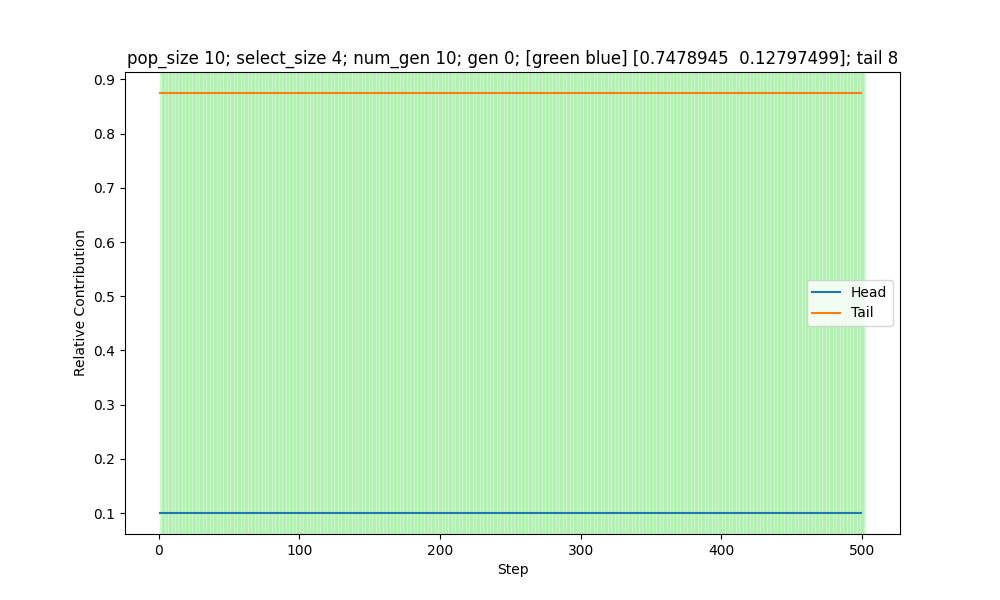 pop_size 10; select_size 4; num_gen 10; gen 0; [green blue] [0.7478945  0.12797499]; tail 8
0.9
0.8
0.7
0.6
0.5
0.4
0.3
0.2
0.1
Relative Contribution
Head
Tail
0 100 200 300 400 500
Step